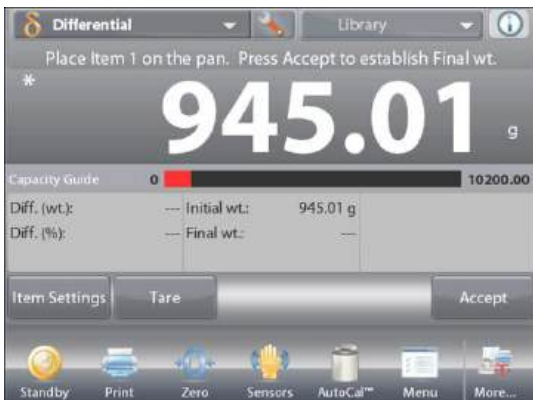 δ Differential Library i
Place Item 1 on the pan. Press Accept to establish Final wt.
* 945.01 g
Capacity Guide 0 10200.00
Diff. (wt.): --- Initial wt.: 945.01 g
Diff. (%): --- Final wt.: ---
Item Settings Tare Accept
Standby Print Zero Sensors AutoCal™ Menu More...